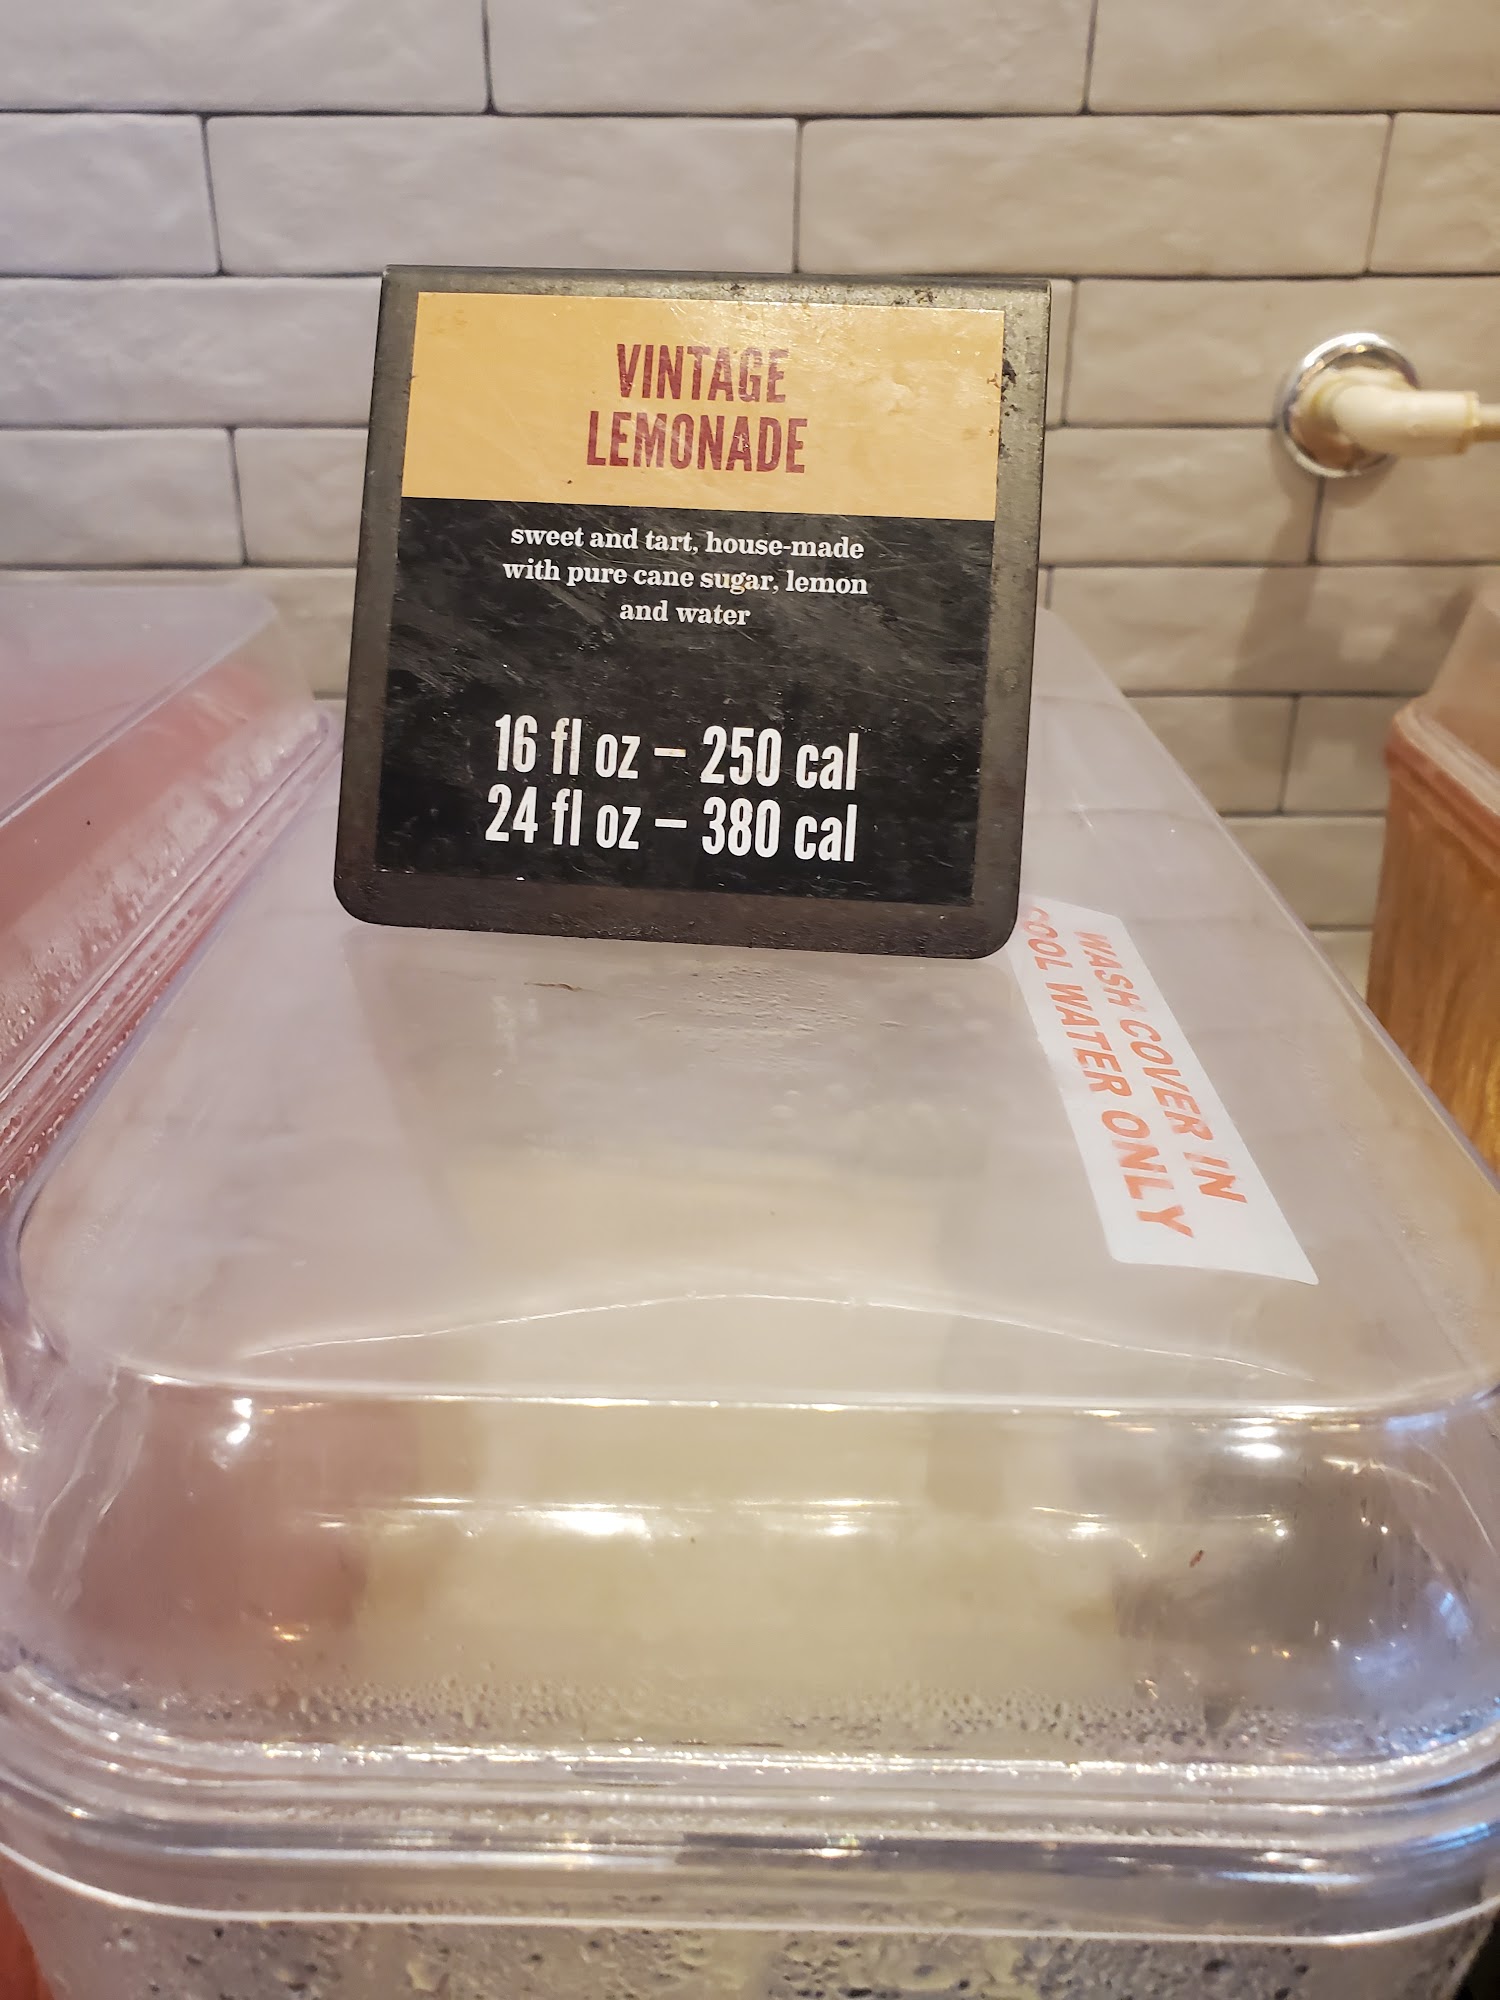 VINTAGE
LEMONADE
sweet and tart, house-made
with pure cane sugar, lemon
and water
16 fl oz – 250 cal
24 fl oz – 380 cal
WASH COVER IN
COOL WATER ONLY